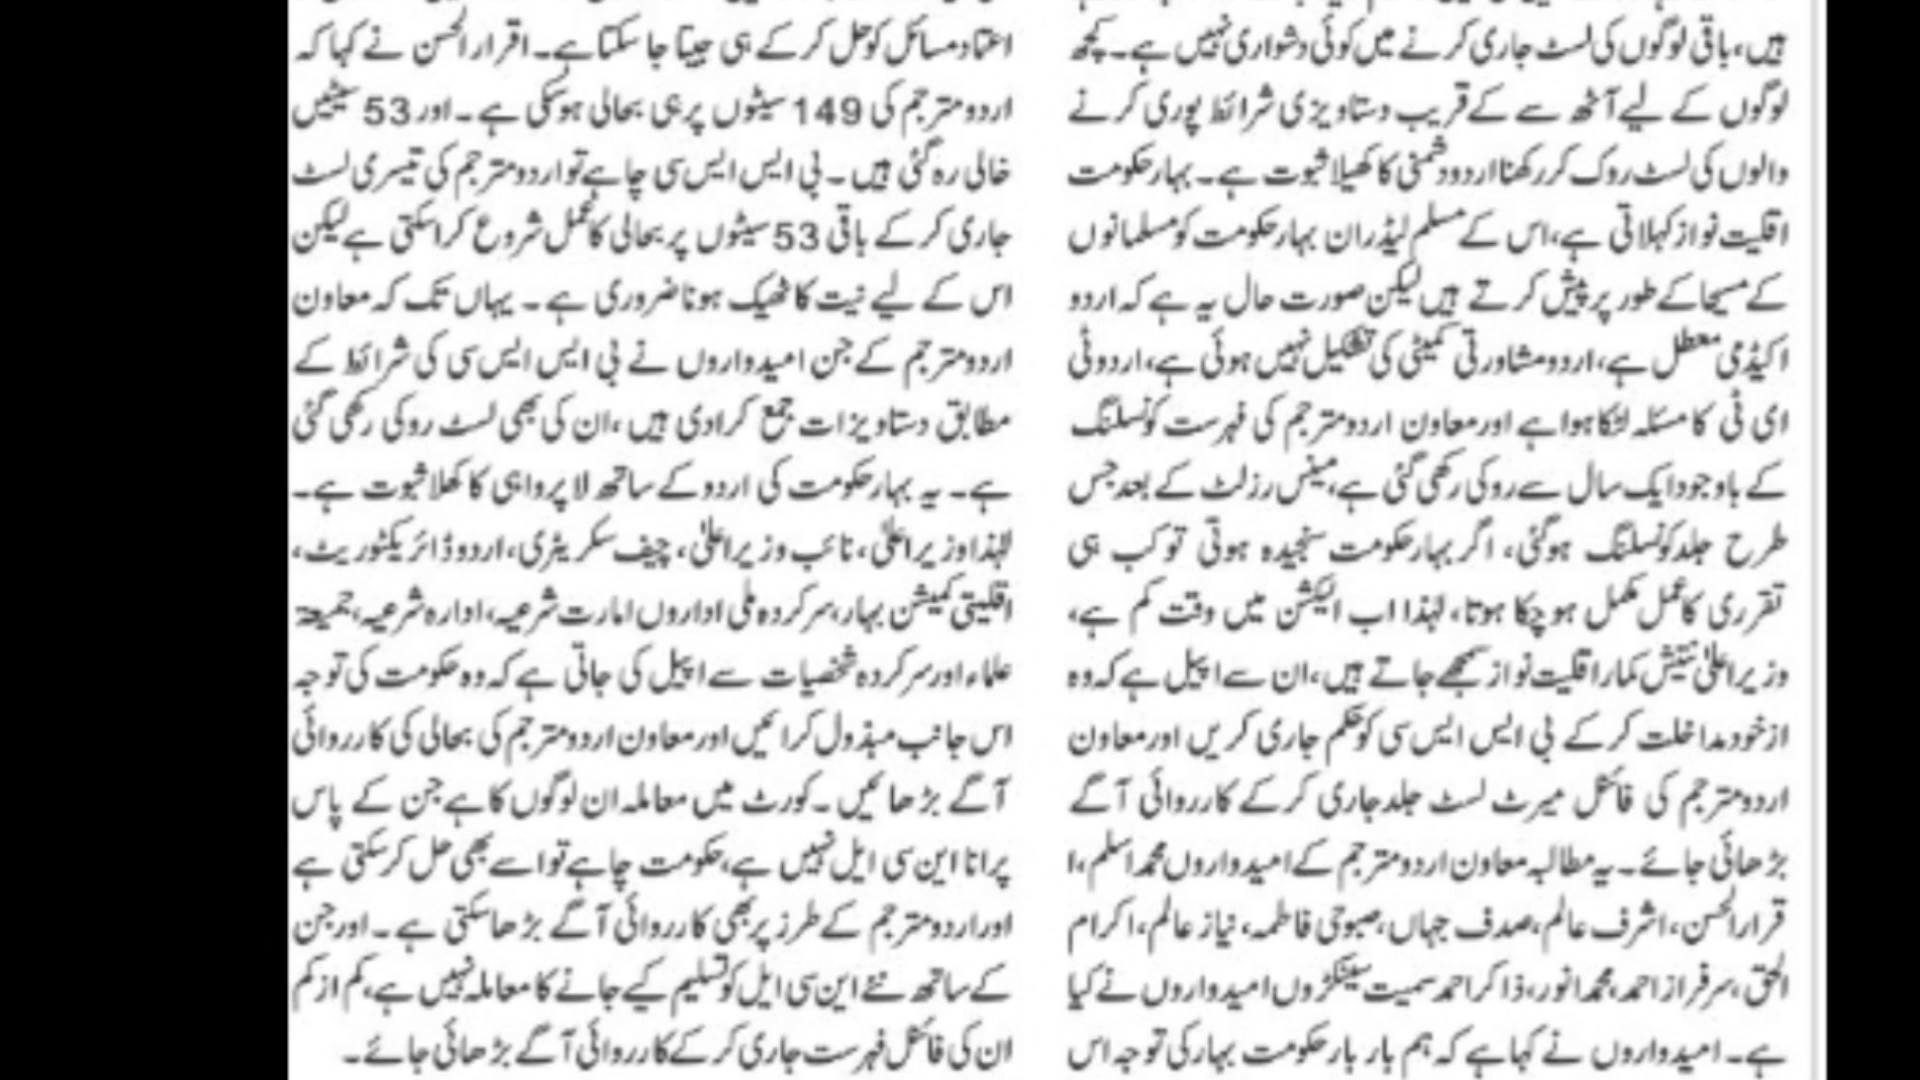 ہیں، باقی لوگوں کی لسٹ جاری کرنے میں کوئی دشواری نہیں ہے۔ کچھ
لوگوں کے لیے آٹھ سے کے قریب دستاویزی شرائط پوری کرنے
والوں کی لسٹ روک کر رکھنا اردو دشمنی کا کھیلا ثبوت ہے۔ بہار حکومت
اقلیت نواز کہلاتی ہے، اس کے مسلم لیڈران بہار حکومت کو مسلمانوں
کے مسیحا کے طور پر پیش کرتے ہیں لیکن صورت حال یہ ہے کہ اردو
اکیڈمی معطل ہے، اردو مشاورتی کمیٹی کی تشکیل نہیں ہوئی ہے، اردو ٹی
ای ٹی کا مسئلہ لٹکا ہوا ہے اور معاون اردو مترجم کی فہرست کونسلنگ
کے باوجود ایک سال سے روکی رکھی گئی ہے، مینس رزلٹ کے بعد جس
طرح جلد کونسلنگ ہوگئی، اگر بہار حکومت سنجیدہ ہوتی تو کب ہی
تقرری کا عمل مکمل ہو چکا ہوتا، لہٰذا اب الیکشن میں وقت کم ہے،
وزیر اعلیٰ نتیش کمار اقلیت نواز سمجھے جاتے ہیں، ان سے اپیل ہے کہ وہ
از خود مداخلت کر کے بی ایس ایس سی کو حکم جاری کریں اور معاون
اردو مترجم کی فائنل میرٹ لسٹ جلد جاری کر کے کارروائی آگے
بڑھائی جائے۔ یہ مطالبہ معاون اردو مترجم کے امیدواروں محمد اسلم، ا
قرار الحسن، اشرف عالم، صدف جہاں، صبوحی فاطمہ، نیاز عالم، اکرام
الحق، سرفراز احمد، محمد انور، ذاکر احمد سمیت سینکڑوں امیدواروں نے کیا
ہے۔ امیدواروں نے کہا ہے کہ ہم بار بار حکومت بہار کی توجہ اس
اعتماد مسائل کو حل کر کے ہی جیتا جا سکتا ہے۔ اقرار الحسن نے کہا کہ
اردو مترجم کی 149 سیٹوں پر ہی بحالی ہوسکی ہے۔ اور 53 سیٹیں
خالی رہ گئی ہیں۔ بی ایس ایس سی چاہے تو اردو مترجم کی تیسری لسٹ
جاری کر کے باقی 53 سیٹوں پر بحالی کا عمل شروع کراسکتی ہے لیکن
اس کے لیے نیت کا ٹھیک ہونا ضروری ہے۔ یہاں تک کہ معاون
اردو مترجم کے جن امیدواروں نے بی ایس ایس سی کی شرائط کے
مطابق دستاویزات جمع کرادی ہیں، ان کی بھی لسٹ روکی رکھی گئی
ہے۔ یہ بہار حکومت کی اردو کے ساتھ لاپرواہی کا کھلا ثبوت ہے۔
لہٰذا وزیر اعلیٰ، نائب وزیر اعلیٰ، چیف سکریٹری، اردو ڈائریکٹوریٹ،
اقلیتی کمیشن بہار، سرکردہ ملی اداروں امارت شرعیہ، ادارہ شرعیہ، جمیعۃ
علماء اور سرکردہ شخصیات سے اپیل کی جاتی ہے کہ وہ حکومت کی توجہ
اس جانب مبذول کرائیں اور معاون اردو مترجم کی بحالی کی کارروائی
آگے بڑھائیں۔ کورٹ میں معاملہ ان لوگوں کا ہے جن کے پاس
پرانا این سی ایل نہیں ہے، حکومت چاہے تو اسے بھی حل کرسکتی ہے
اور اردو مترجم کے طرز پر بھی کارروائی آگے بڑھاسکتی ہے۔ اور جن
کے ساتھ نئے این سی ایل کو تسلیم کیے جانے کا معاملہ نہیں ہے، کم از کم
ان کی فائنل فہرست جاری کر کے کارروائی آگے بڑھائی جائے۔